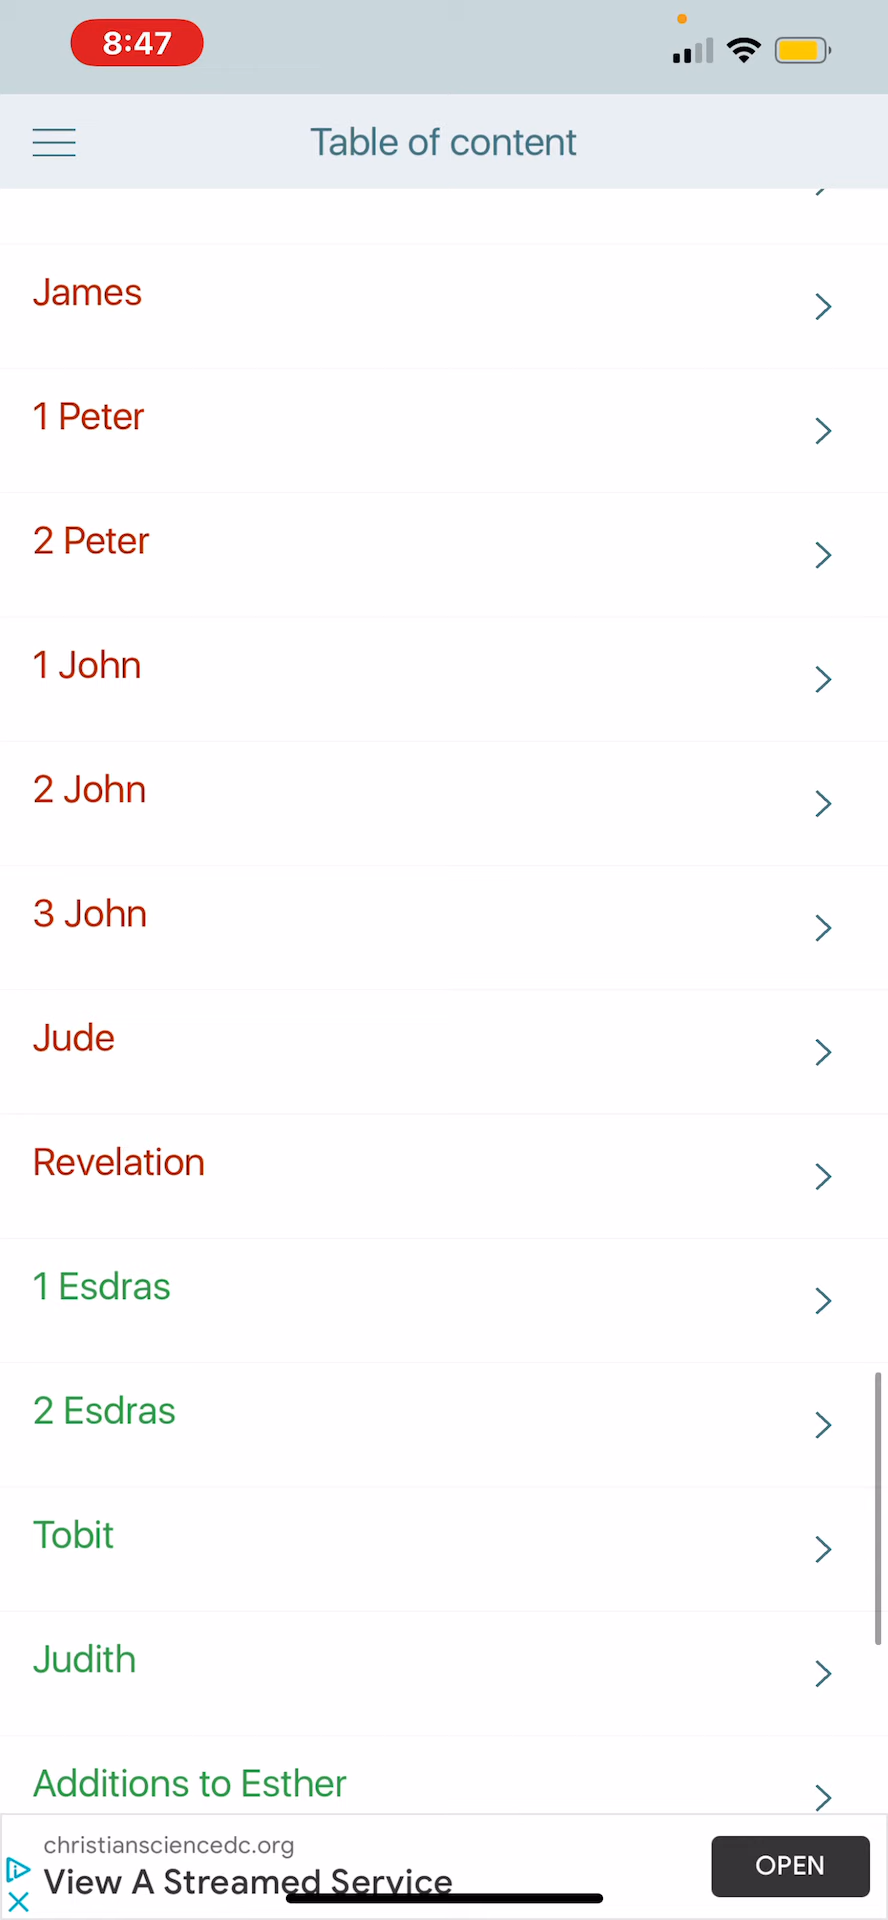 8:47
Table of content
James
1 Peter
2 Peter
1 John
2 John
3 John
Jude
Revelation
1 Esdras
2 Esdras
Tobit
Judith
Additions to Esther
christiansciencedc.org
View A Streamed Service
OPEN